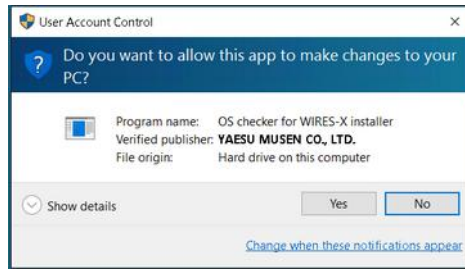 User Account Control
Do you want to allow this app to make changes to your
PC?
Program name: OS checker for WIRES-X installer
Verified publisher: YAESU MUSEN CO., LTD.
File origin: Hard drive on this computer
Show details
Yes No
Change when these notifications appear